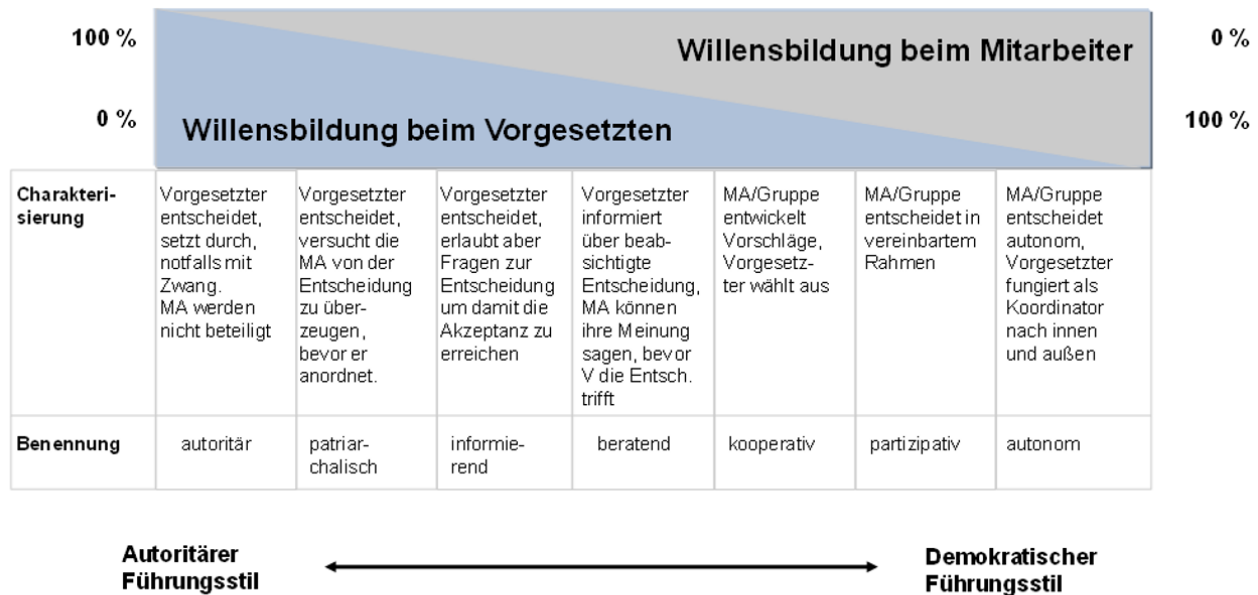 100 %
0 %
Willensbildung beim Mitarbeiter
0 %
100 %
Willensbildung beim Vorgesetzten
Charakteri-
sierung
Vorgesetzter
entscheidet,
setzt durch,
notfalls mit
Zwang.
MA werden
nicht beteiligt
Vorgesetzter
entscheidet,
versucht die
MA von der
Entscheidung
zu über-
zeugen,
bevor er
anordnet.
Vorgesetzter
entscheidet,
erlaubt aber
Fragen zur
Entscheidung
um damit die
Akzeptanz zu
erreichen
Vorgesetzter
informiert
über beab-
sichtigte
Entscheidung,
MA können
ihre Meinung
sagen, bevor
V die Entsch.
trifft
MA/Gruppe
entwickelt
Vorschläge,
Vorgesetz-
ter wählt aus
MA/Gruppe
entscheidet in
vereinbartem
Rahmen
MA/Gruppe
entscheidet
autonom,
Vorgesetzter
fungiert als
Koordinator
nach innen
und außen
Benennung
autoritär
patriar-
chalisch
informie-
rend
beratend
kooperativ
partizipativ
autonom
Autoritärer
Führungsstil
Demokratischer
Führungsstil